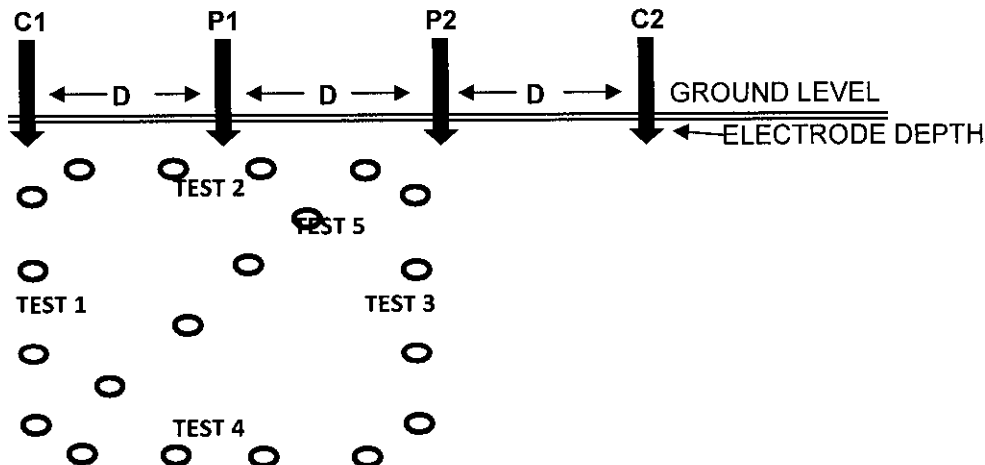 C1 P1 P2 C2
D D D
GROUND LEVEL
ELECTRODE DEPTH
TEST 2
TEST 5
TEST 1 TEST 3
TEST 4